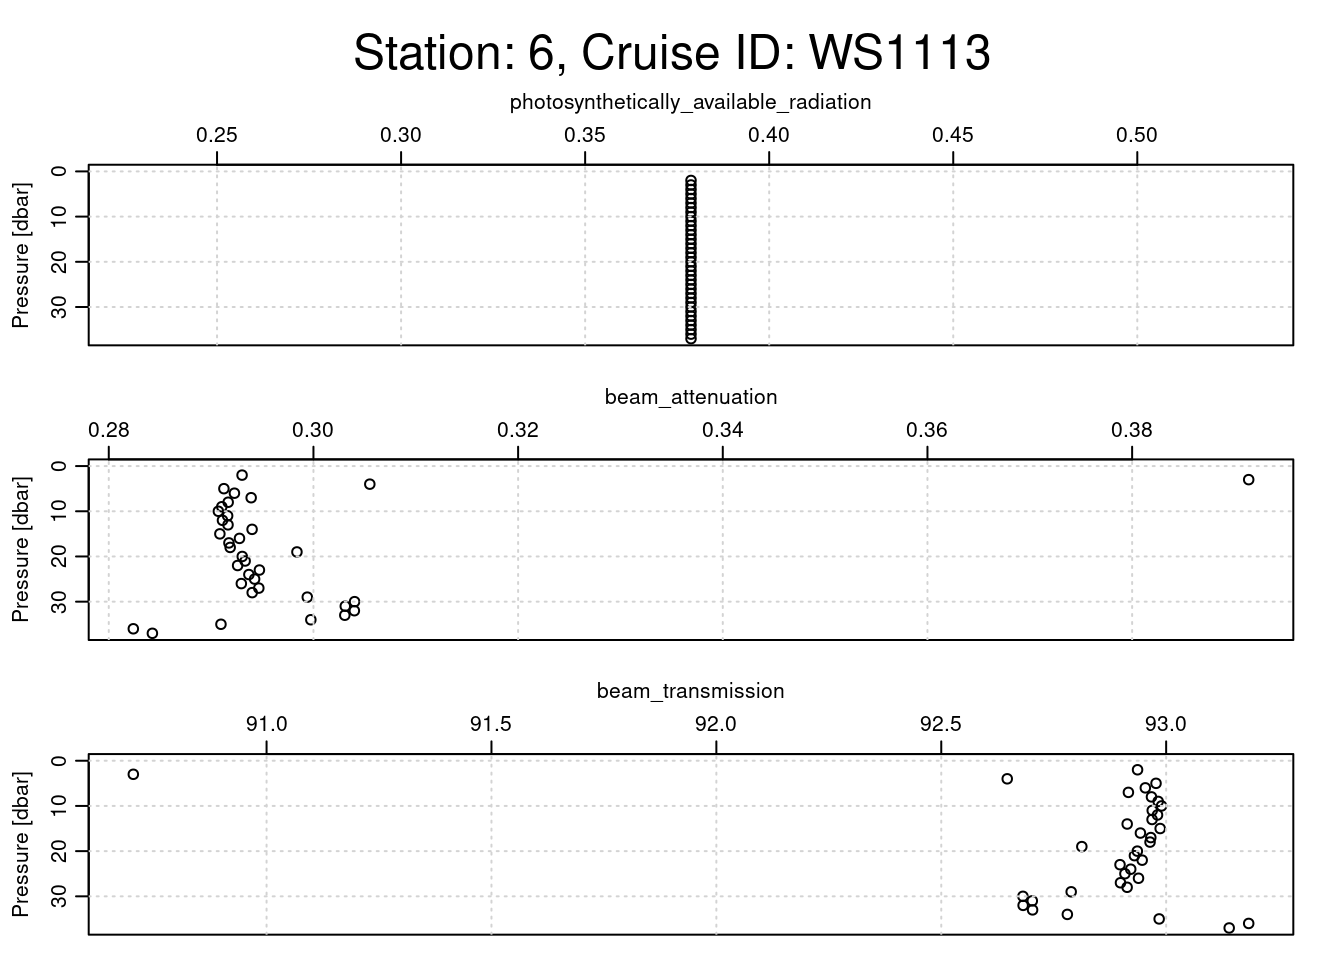 Station: 6, Cruise ID: WS1113
photosynthetically_available_radiation
0.25 0.30 0.35 0.40 0.45 0.50
Pressure [dbar]
0
10
20
30
beam_attenuation
0.28 0.30 0.32 0.34 0.36 0.38
Pressure [dbar]
0
10
20
30
beam_transmission
91.0 91.5 92.0 92.5 93.0
Pressure [dbar]
0
10
20
30